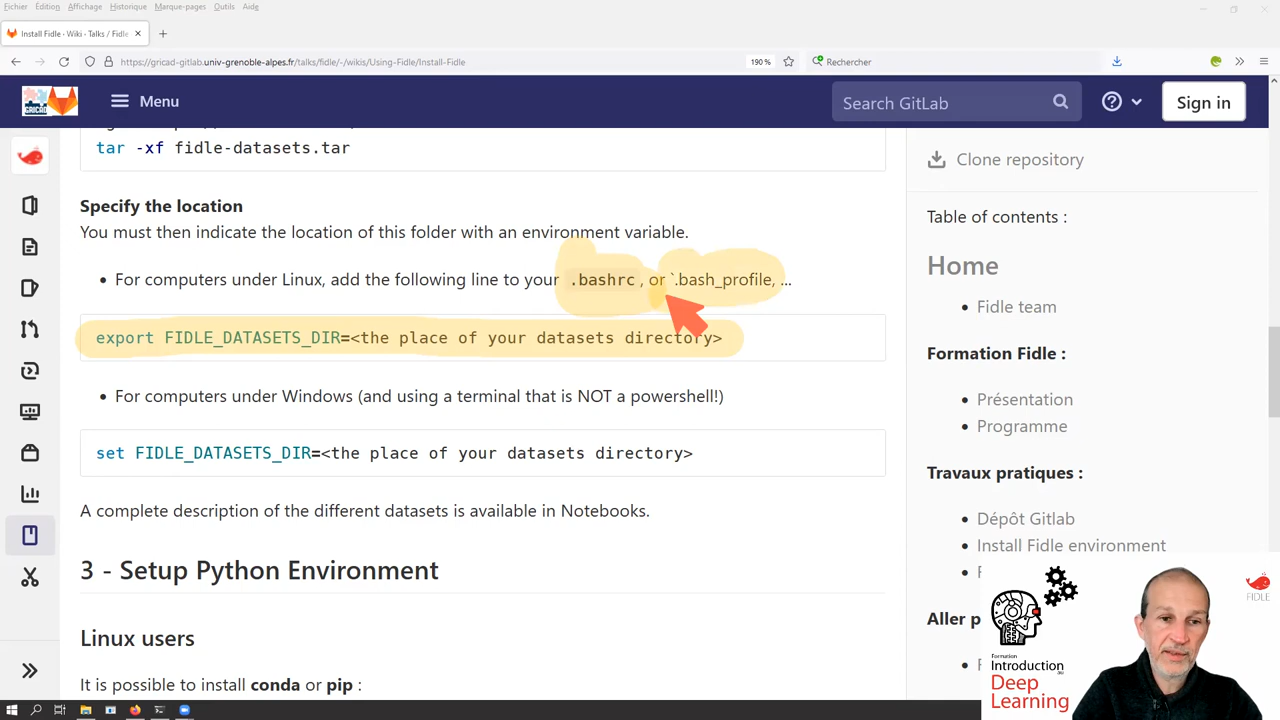 Fichier Édition Affichage Historique Marque-pages Outils Aide
Install Fidle · Wiki · Talks / Fidle
https://gricad-gitlab.univ-grenoble-alpes.fr/talks/fidle/-/wikis/Using-Fidle/Install-Fidle
190 %
Rechercher
GRICAD
Menu
Search GitLab
Sign in
tar -xf fidle-datasets.tar
Specify the location
You must then indicate the location of this folder with an environment variable.
• For computers under Linux, add the following line to your .bashrc , or `.bash_profile, ...
export FIDLE_DATASETS_DIR=<the place of your datasets directory>
• For computers under Windows (and using a terminal that is NOT a powershell!)
set FIDLE_DATASETS_DIR=<the place of your datasets directory>
A complete description of the different datasets is available in Notebooks.
3 - Setup Python Environment
Linux users
It is possible to install conda or pip :
Clone repository
Table of contents :
Home
• Fidle team
Formation Fidle :
• Présentation
• Programme
Travaux pratiques :
• Dépôt Gitlab
• Install Fidle environment
Aller p
FIDLE
Formation
Introduction
Deep
Learning